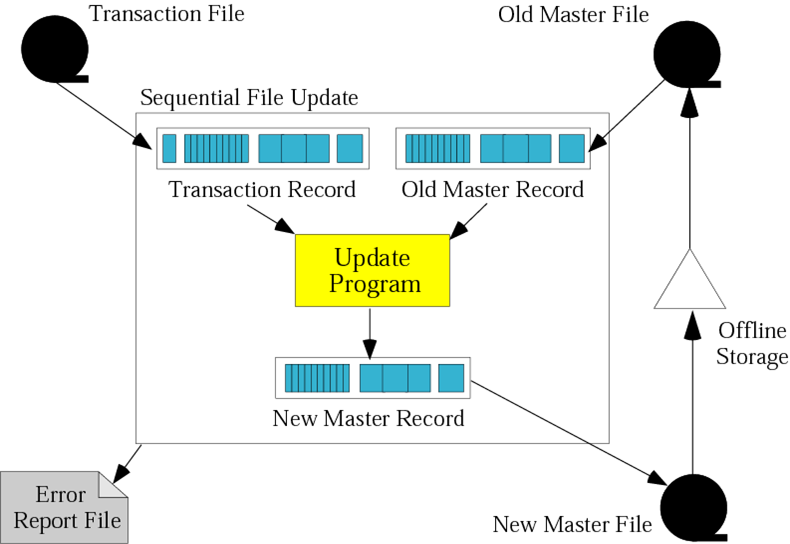 Transaction File
Old Master File
Sequential File Update
Transaction Record
Old Master Record
Update
Program
Offline
Storage
New Master Record
Error
Report File
New Master File